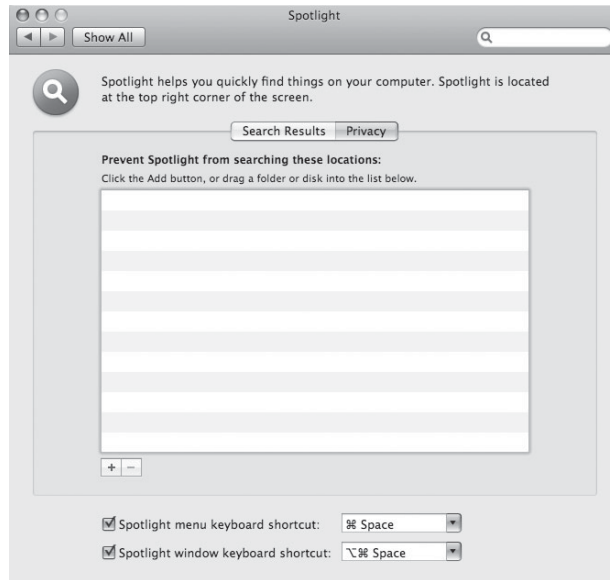 Spotlight
Show All
Spotlight helps you quickly find things on your computer. Spotlight is located
at the top right corner of the screen.
Search Results Privacy
Prevent Spotlight from searching these locations:
Click the Add button, or drag a folder or disk into the list below.
+ −
Spotlight menu keyboard shortcut: ⌘ Space
Spotlight window keyboard shortcut: ⌥⌘ Space